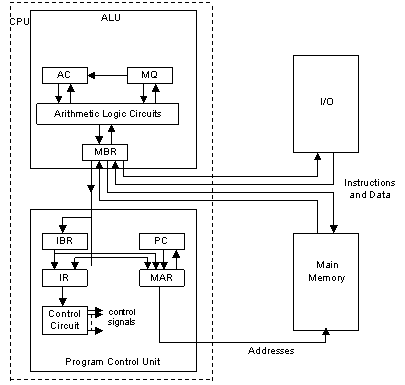 CPU
ALU
AC
MQ
Arithmetic Logic Circuits
MBR
I/O
Instructions
and Data
IBR
PC
IR
MAR
Main
Memory
Control
Circuit
control
signals
Addresses
Program Control Unit